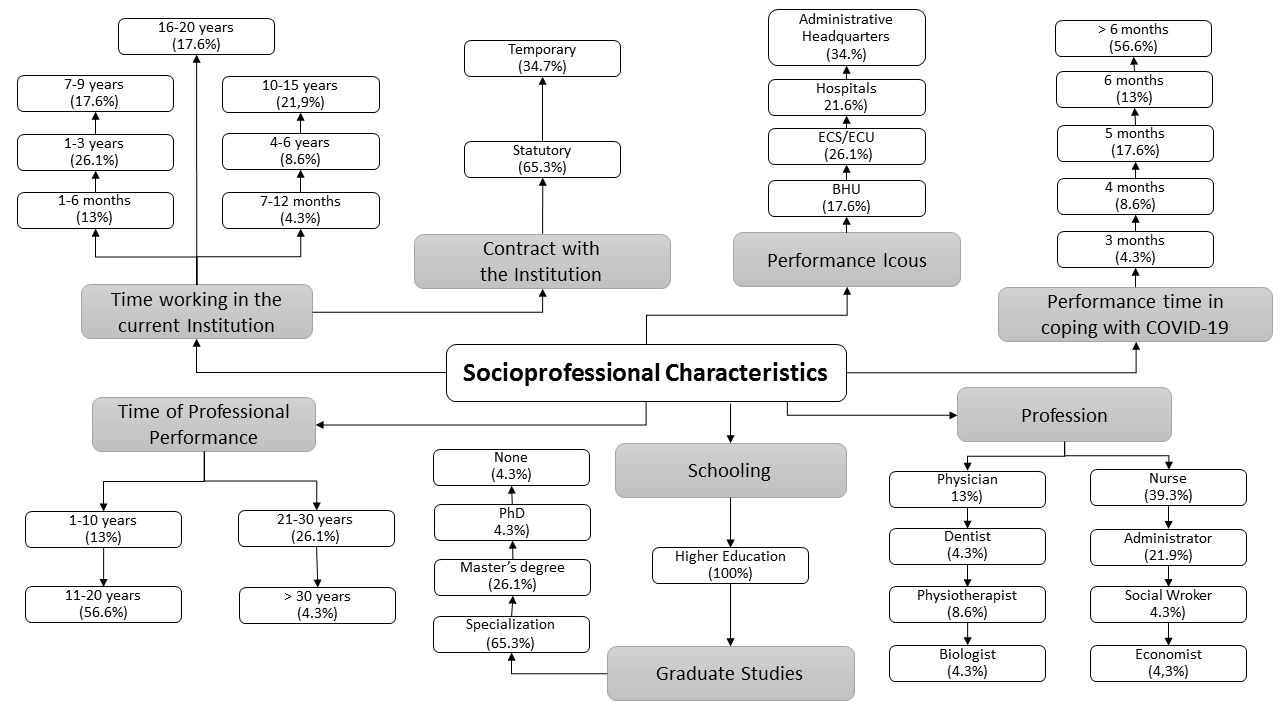 16-20 years
(17.6%)
7-9 years
(17.6%)
10-15 years
(21,9%)
1-3 years
(26.1%)
4-6 years
(8.6%)
1-6 months
(13%)
7-12 months
(4.3%)
Time working in the
current Institution
Temporary
(34.7%)
Statutory
(65.3%)
Contract with
the Institution
Administrative
Headquarters
(34.%)
Hospitals
21.6%)
ECS/ECU
(26.1%)
BHU
(17.6%)
Performance lcous
> 6 months
(56.6%)
6 months
(13%)
5 months
(17.6%)
4 months
(8.6%)
3 months
(4.3%)
Performance time in
coping with COVID-19
Socioprofessional Characteristics
Time of Professional
Performance
1-10 years
(13%)
21-30 years
(26.1%)
11-20 years
(56.6%)
> 30 years
(4.3%)
None
(4.3%)
PhD
4.3%)
Master's degree
(26.1%)
Specialization
(65.3%)
Schooling
Higher Education
(100%)
Graduate Studies
Profession
Physician
13%)
Nurse
(39.3%)
Dentist
(4.3%)
Administrator
(21.9%)
Physiotherapist
(8.6%)
Social Wroker
4.3%)
Biologist
(4.3%)
Economist
(4,3%)